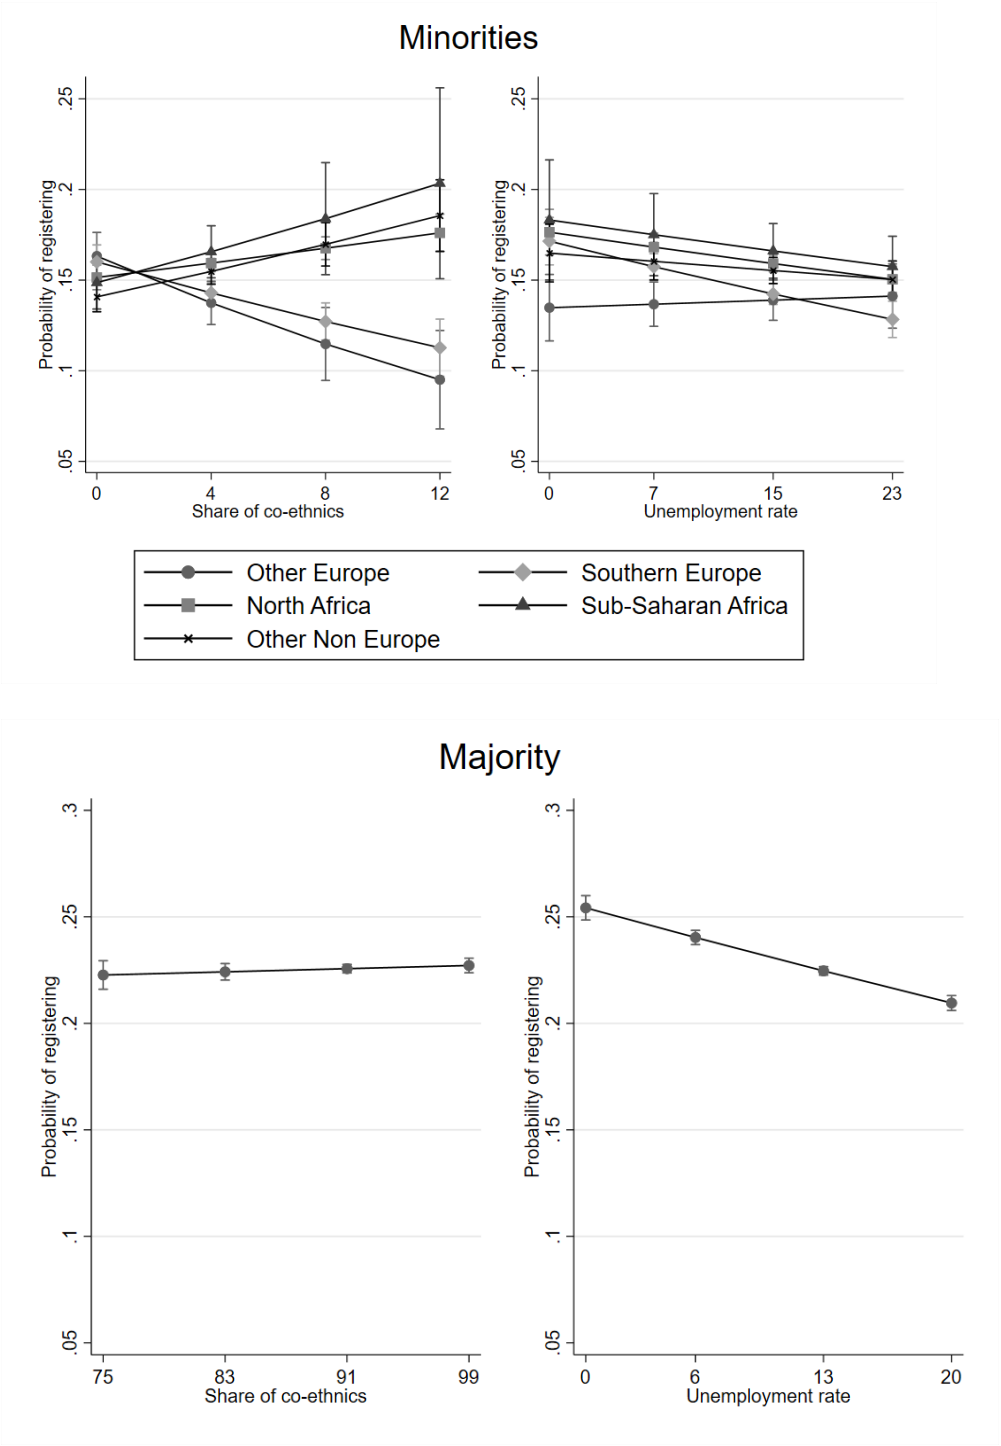 Minorities
Probability of registering
.05 .1 .15 .2 .25
0 4 8 12
Share of co-ethnics
Probability of registering
.05 .1 .15 .2 .25
0 7 15 23
Unemployment rate
Other Europe Southern Europe
North Africa Sub-Saharan Africa
Other Non Europe
Majority
Probability of registering
.05 .1 .15 .2 .25 .3
75 83 91 99
Share of co-ethnics
Probability of registering
.05 .1 .15 .2 .25 .3
0 6 13 20
Unemployment rate